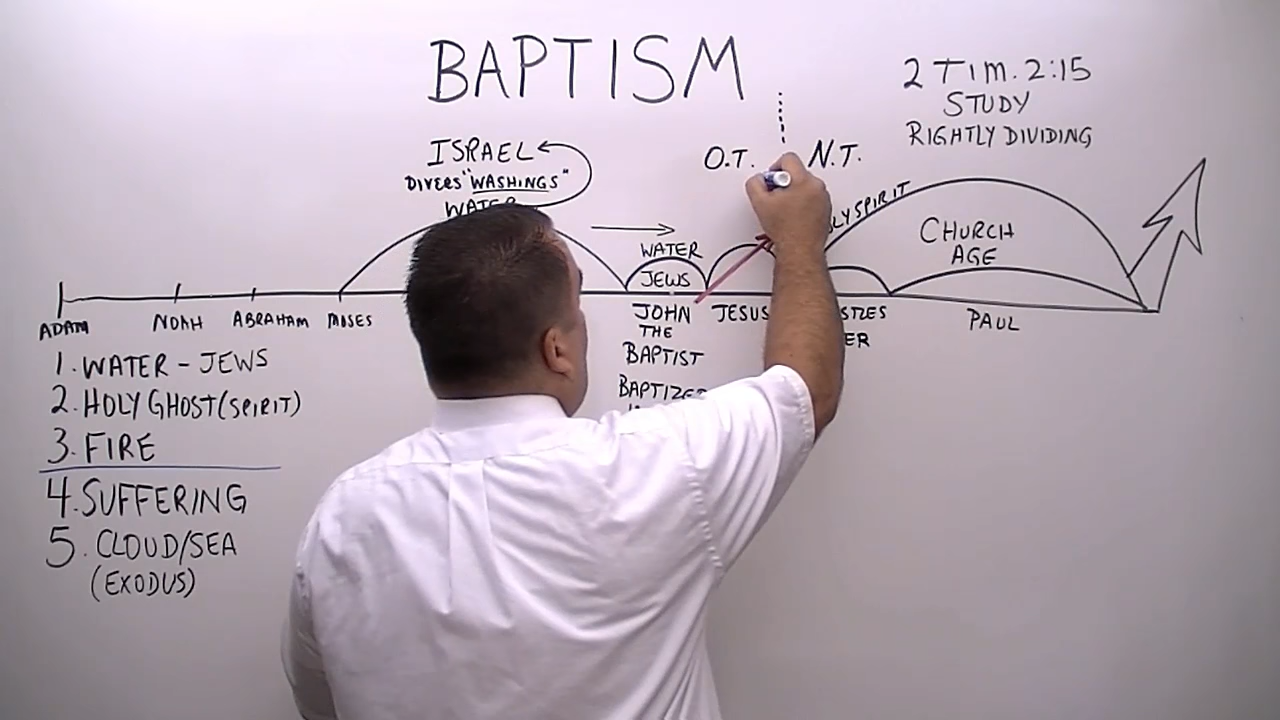 BAPTISM
2 TIM. 2:15
STUDY
RIGHTLY DIVIDING
O.T. N.T.
ISRAEL
DIVERS "WASHINGS"
WATER
WATER
JEWS
CHURCH
AGE
ADAM NOAH ABRAHAM MOSES
JOHN
THE
BAPTIST
JESUS
PAUL
1. WATER - JEWS
2. HOLY GHOST (SPIRIT)
3. FIRE
4. SUFFERING
5. CLOUD/SEA
(EXODUS)